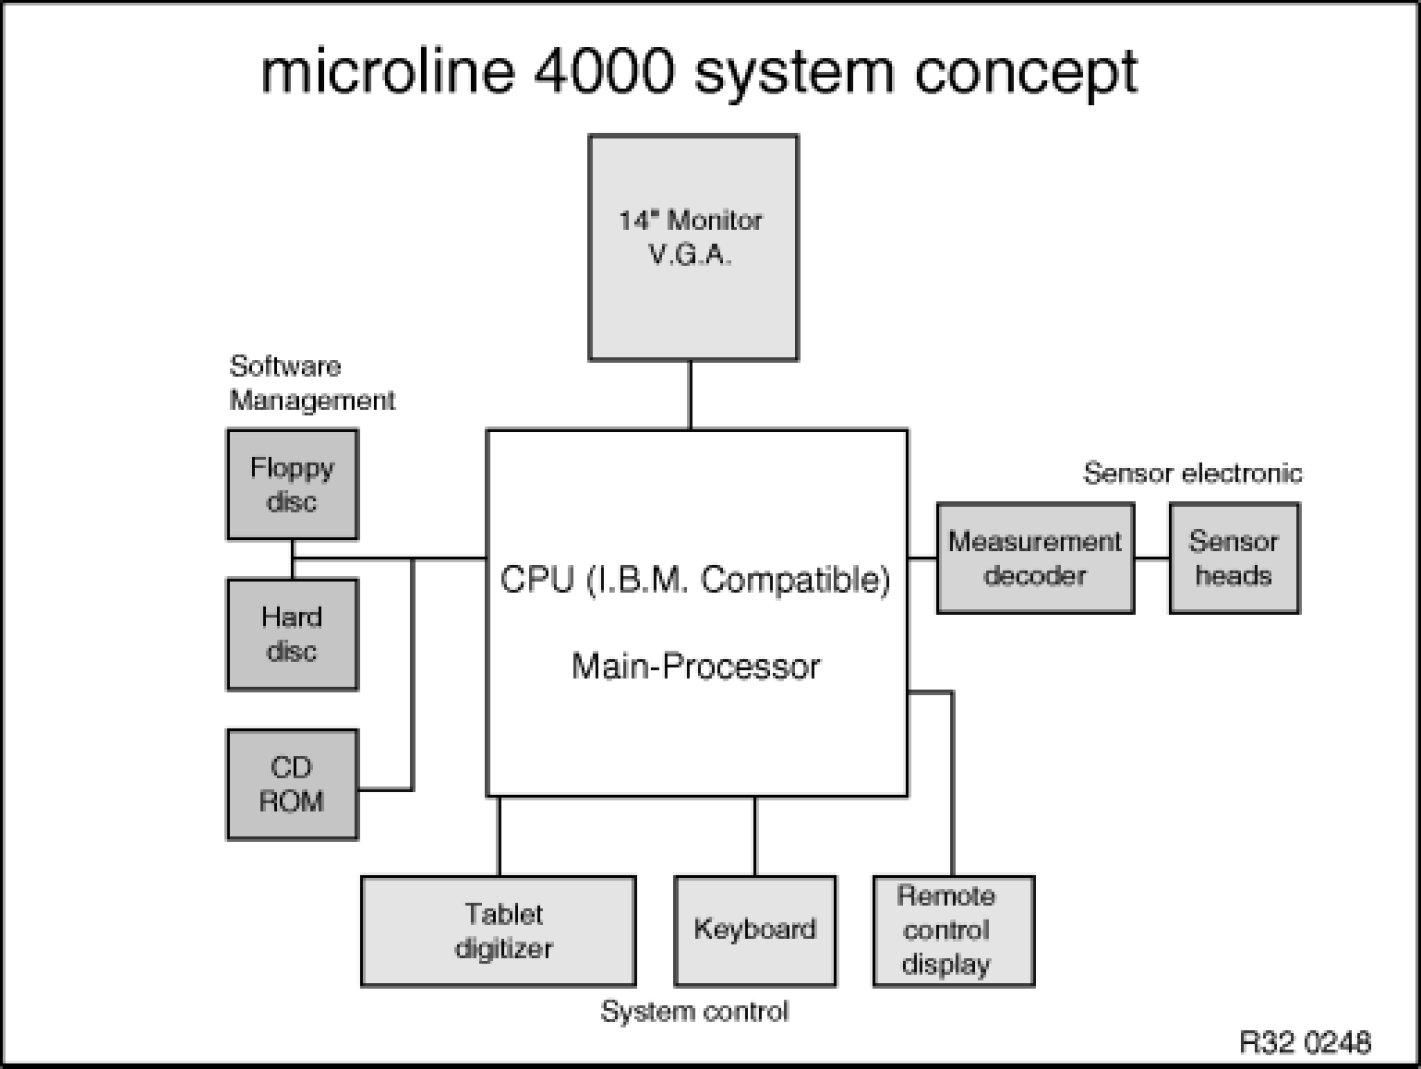 microline 4000 system concept
14" Monitor
V.G.A.
Software
Management
Floppy
disc
Hard
disc
CD
ROM
CPU (I.B.M. Compatible)
Main-Processor
Sensor electronic
Measurement
decoder
Sensor
heads
Tablet
digitizer
Keyboard
Remote
control
display
System control
R32 0248